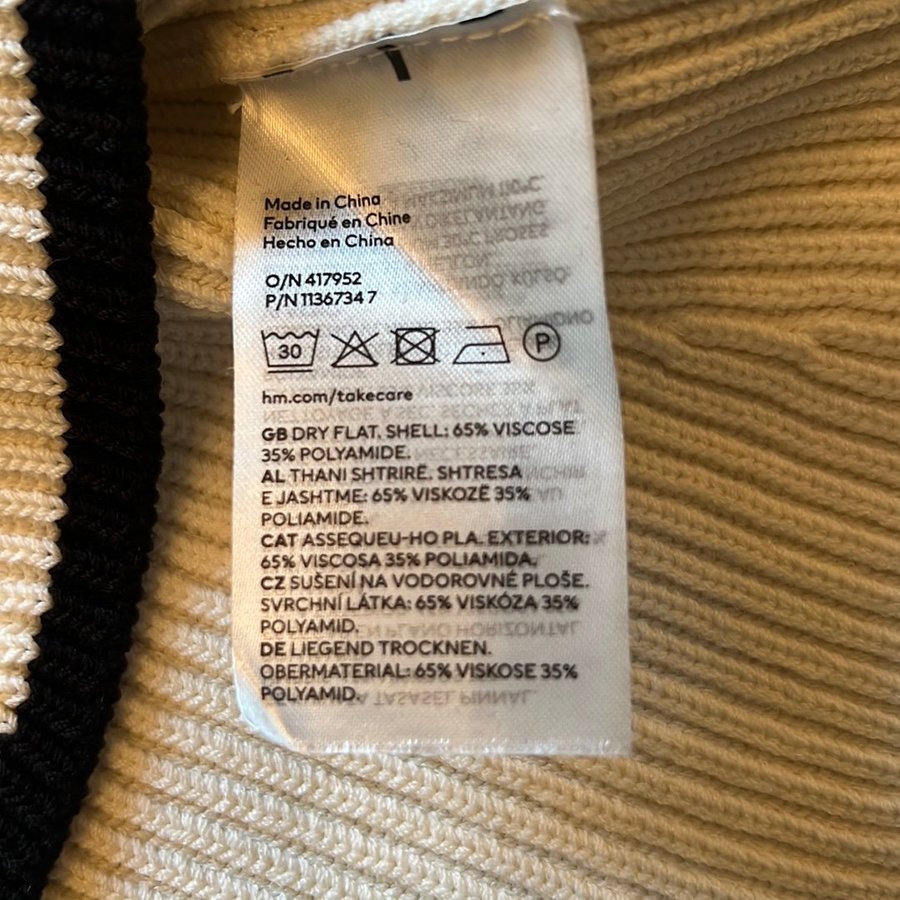 Made in China
Fabriqué en Chine
Hecho en China
O/N 417952
P/N 1136734 7
30
P
hm.com/takecare
GB DRY FLAT. SHELL: 65% VISCOSE
35% POLYAMIDE.
AL THANI SHTRIRË. SHTRESA
E JASHTME: 65% VISKOZË 35%
POLIAMIDE.
CAT ASSEQUEU-HO PLA. EXTERIOR:
65% VISCOSA 35% POLIAMIDA.
CZ SUŠENÍ NA VODOROVNÉ PLOŠE.
SVRCHNÍ LÁTKA: 65% VISKÓZA 35%
POLYAMID.
DE LIEGEND TROCKNEN.
OBERMATERIAL: 65% VISKOSE 35%
POLYAMID.